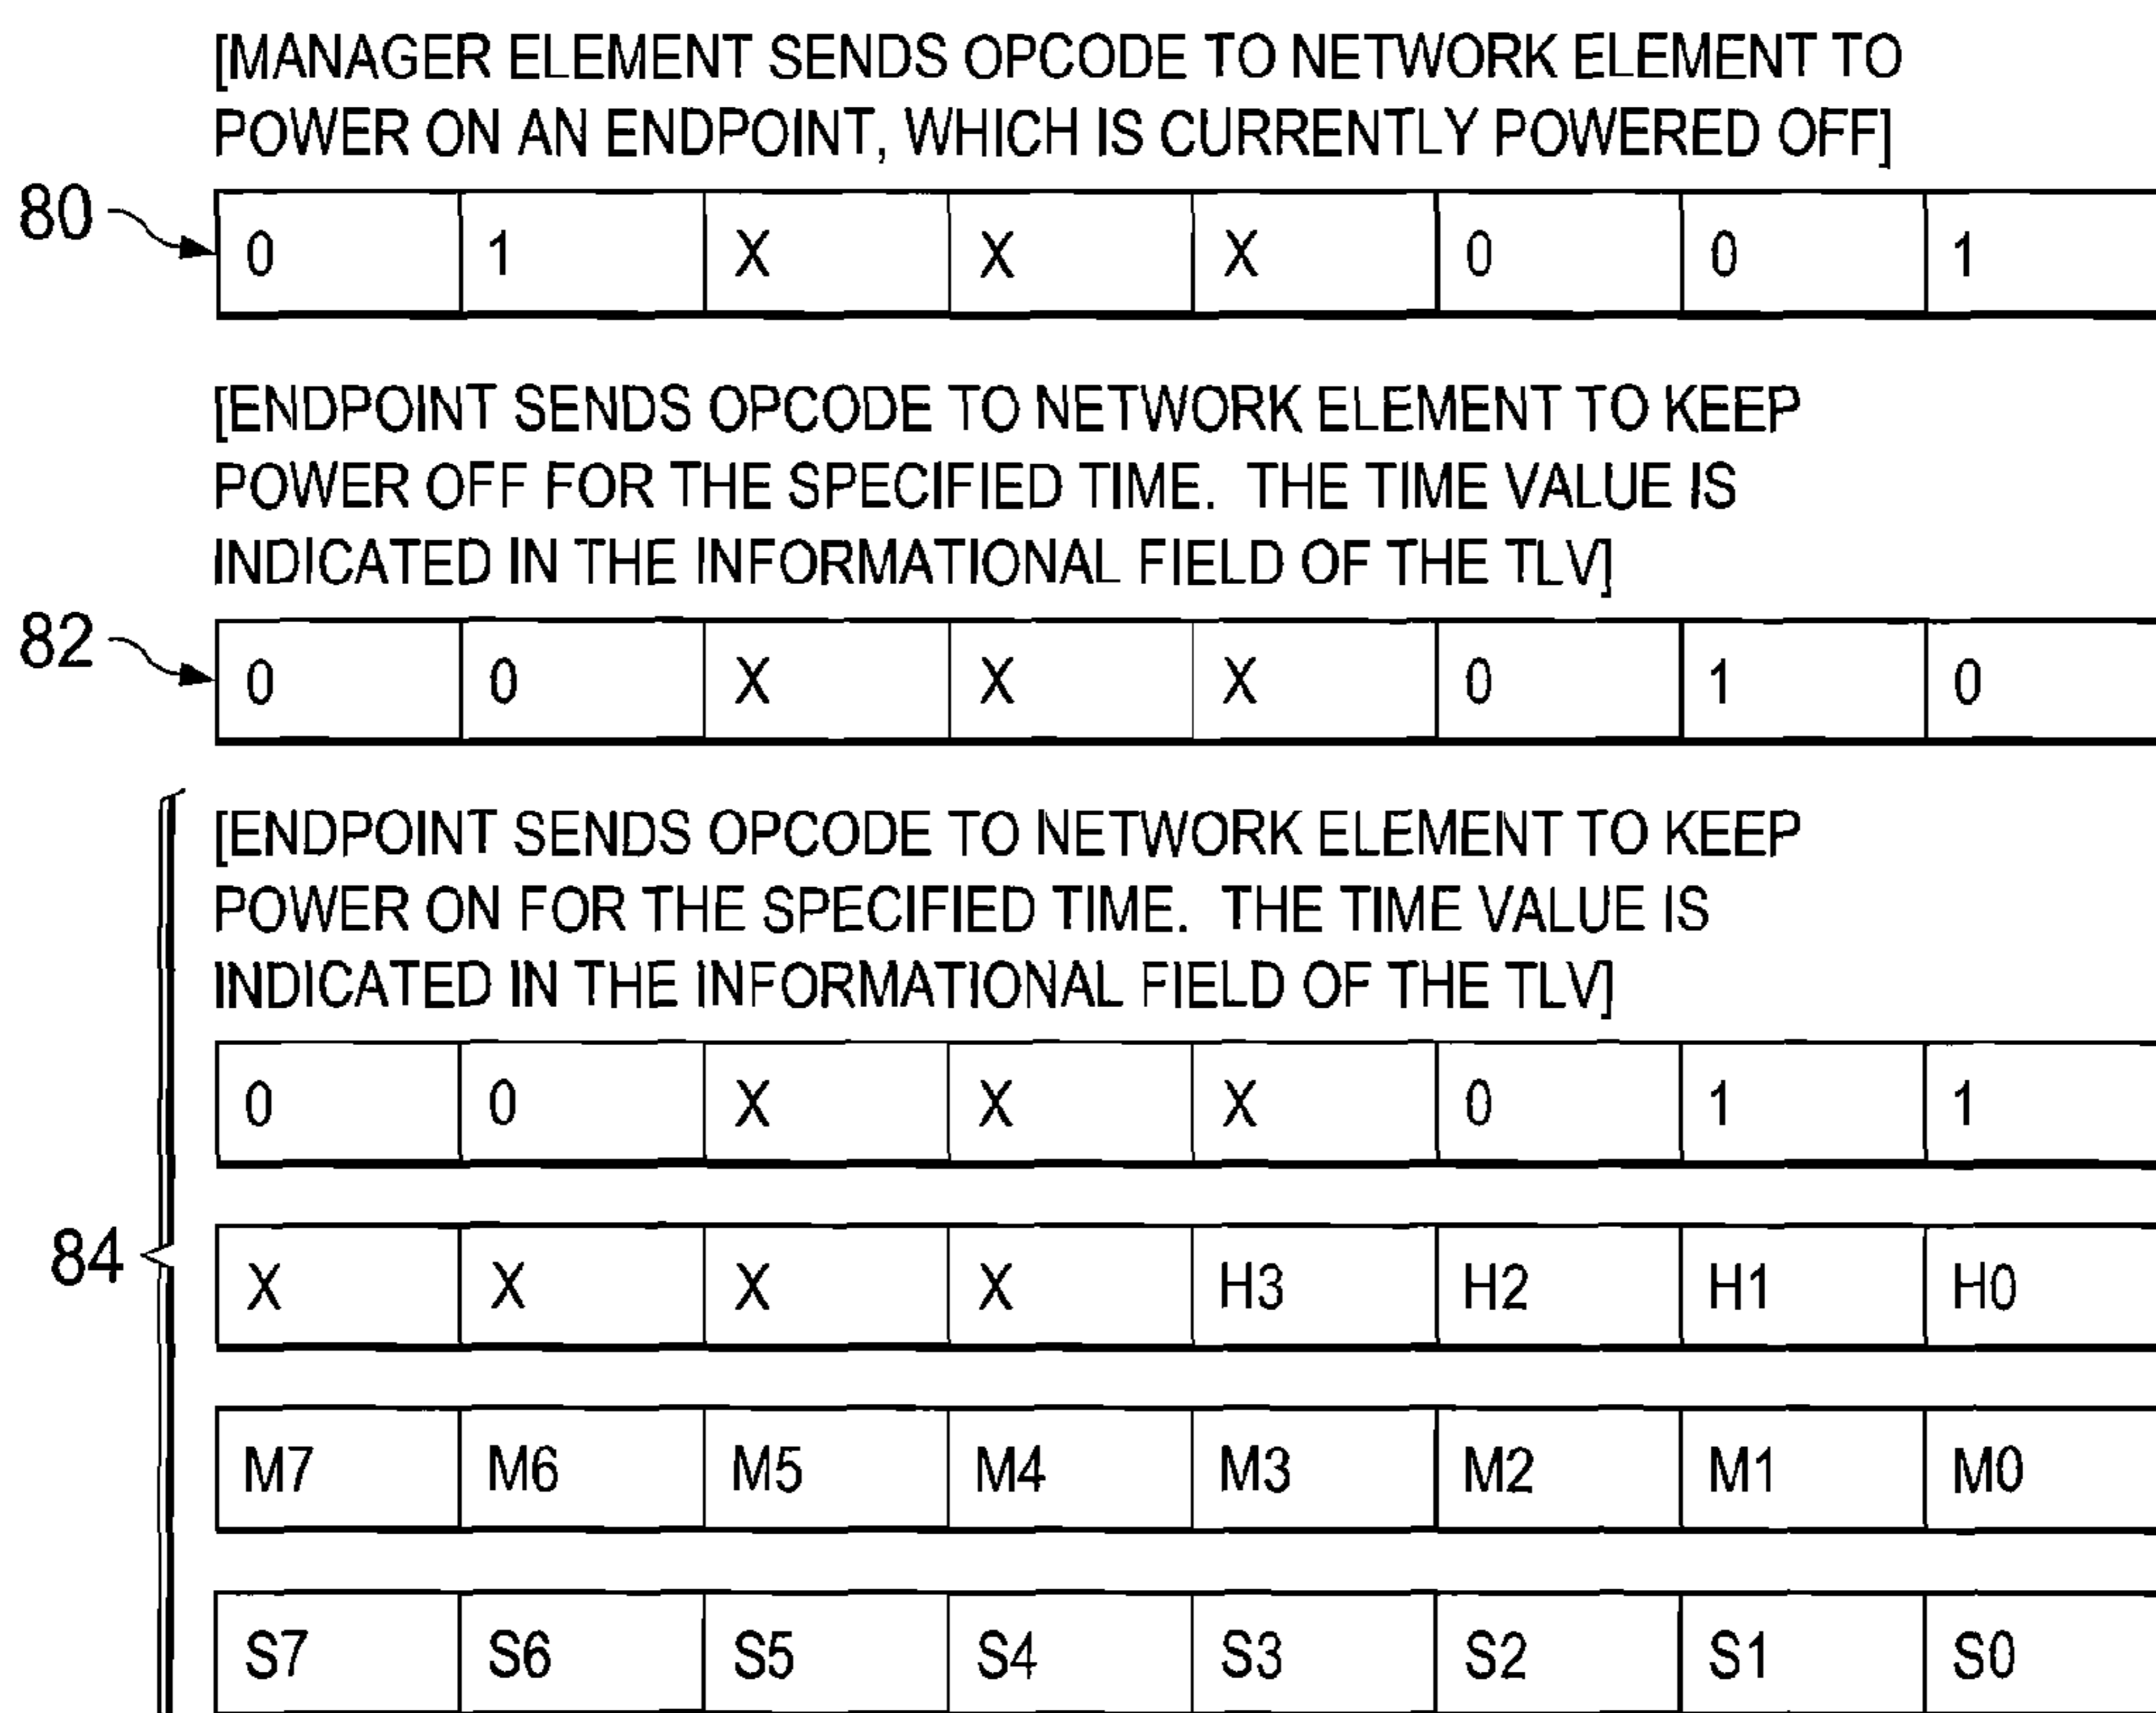 [MANAGER ELEMENT SENDS OPCODE TO NETWORK ELEMENT TO
POWER ON AN ENDPOINT, WHICH IS CURRENTLY POWERED OFF]
80 0 1 X X X 0 0 1
[ENDPOINT SENDS OPCODE TO NETWORK ELEMENT TO KEEP
POWER OFF FOR THE SPECIFIED TIME. THE TIME VALUE IS
INDICATED IN THE INFORMATIONAL FIELD OF THE TLV]
82 0 0 X X X 0 1 0
[ENDPOINT SENDS OPCODE TO NETWORK ELEMENT TO KEEP
POWER ON FOR THE SPECIFIED TIME. THE TIME VALUE IS
INDICATED IN THE INFORMATIONAL FIELD OF THE TLV]
0 0 X X X 0 1 1
84 X X X X H3 H2 H1 H0
M7 M6 M5 M4 M3 M2 M1 M0
S7 S6 S5 S4 S3 S2 S1 S0